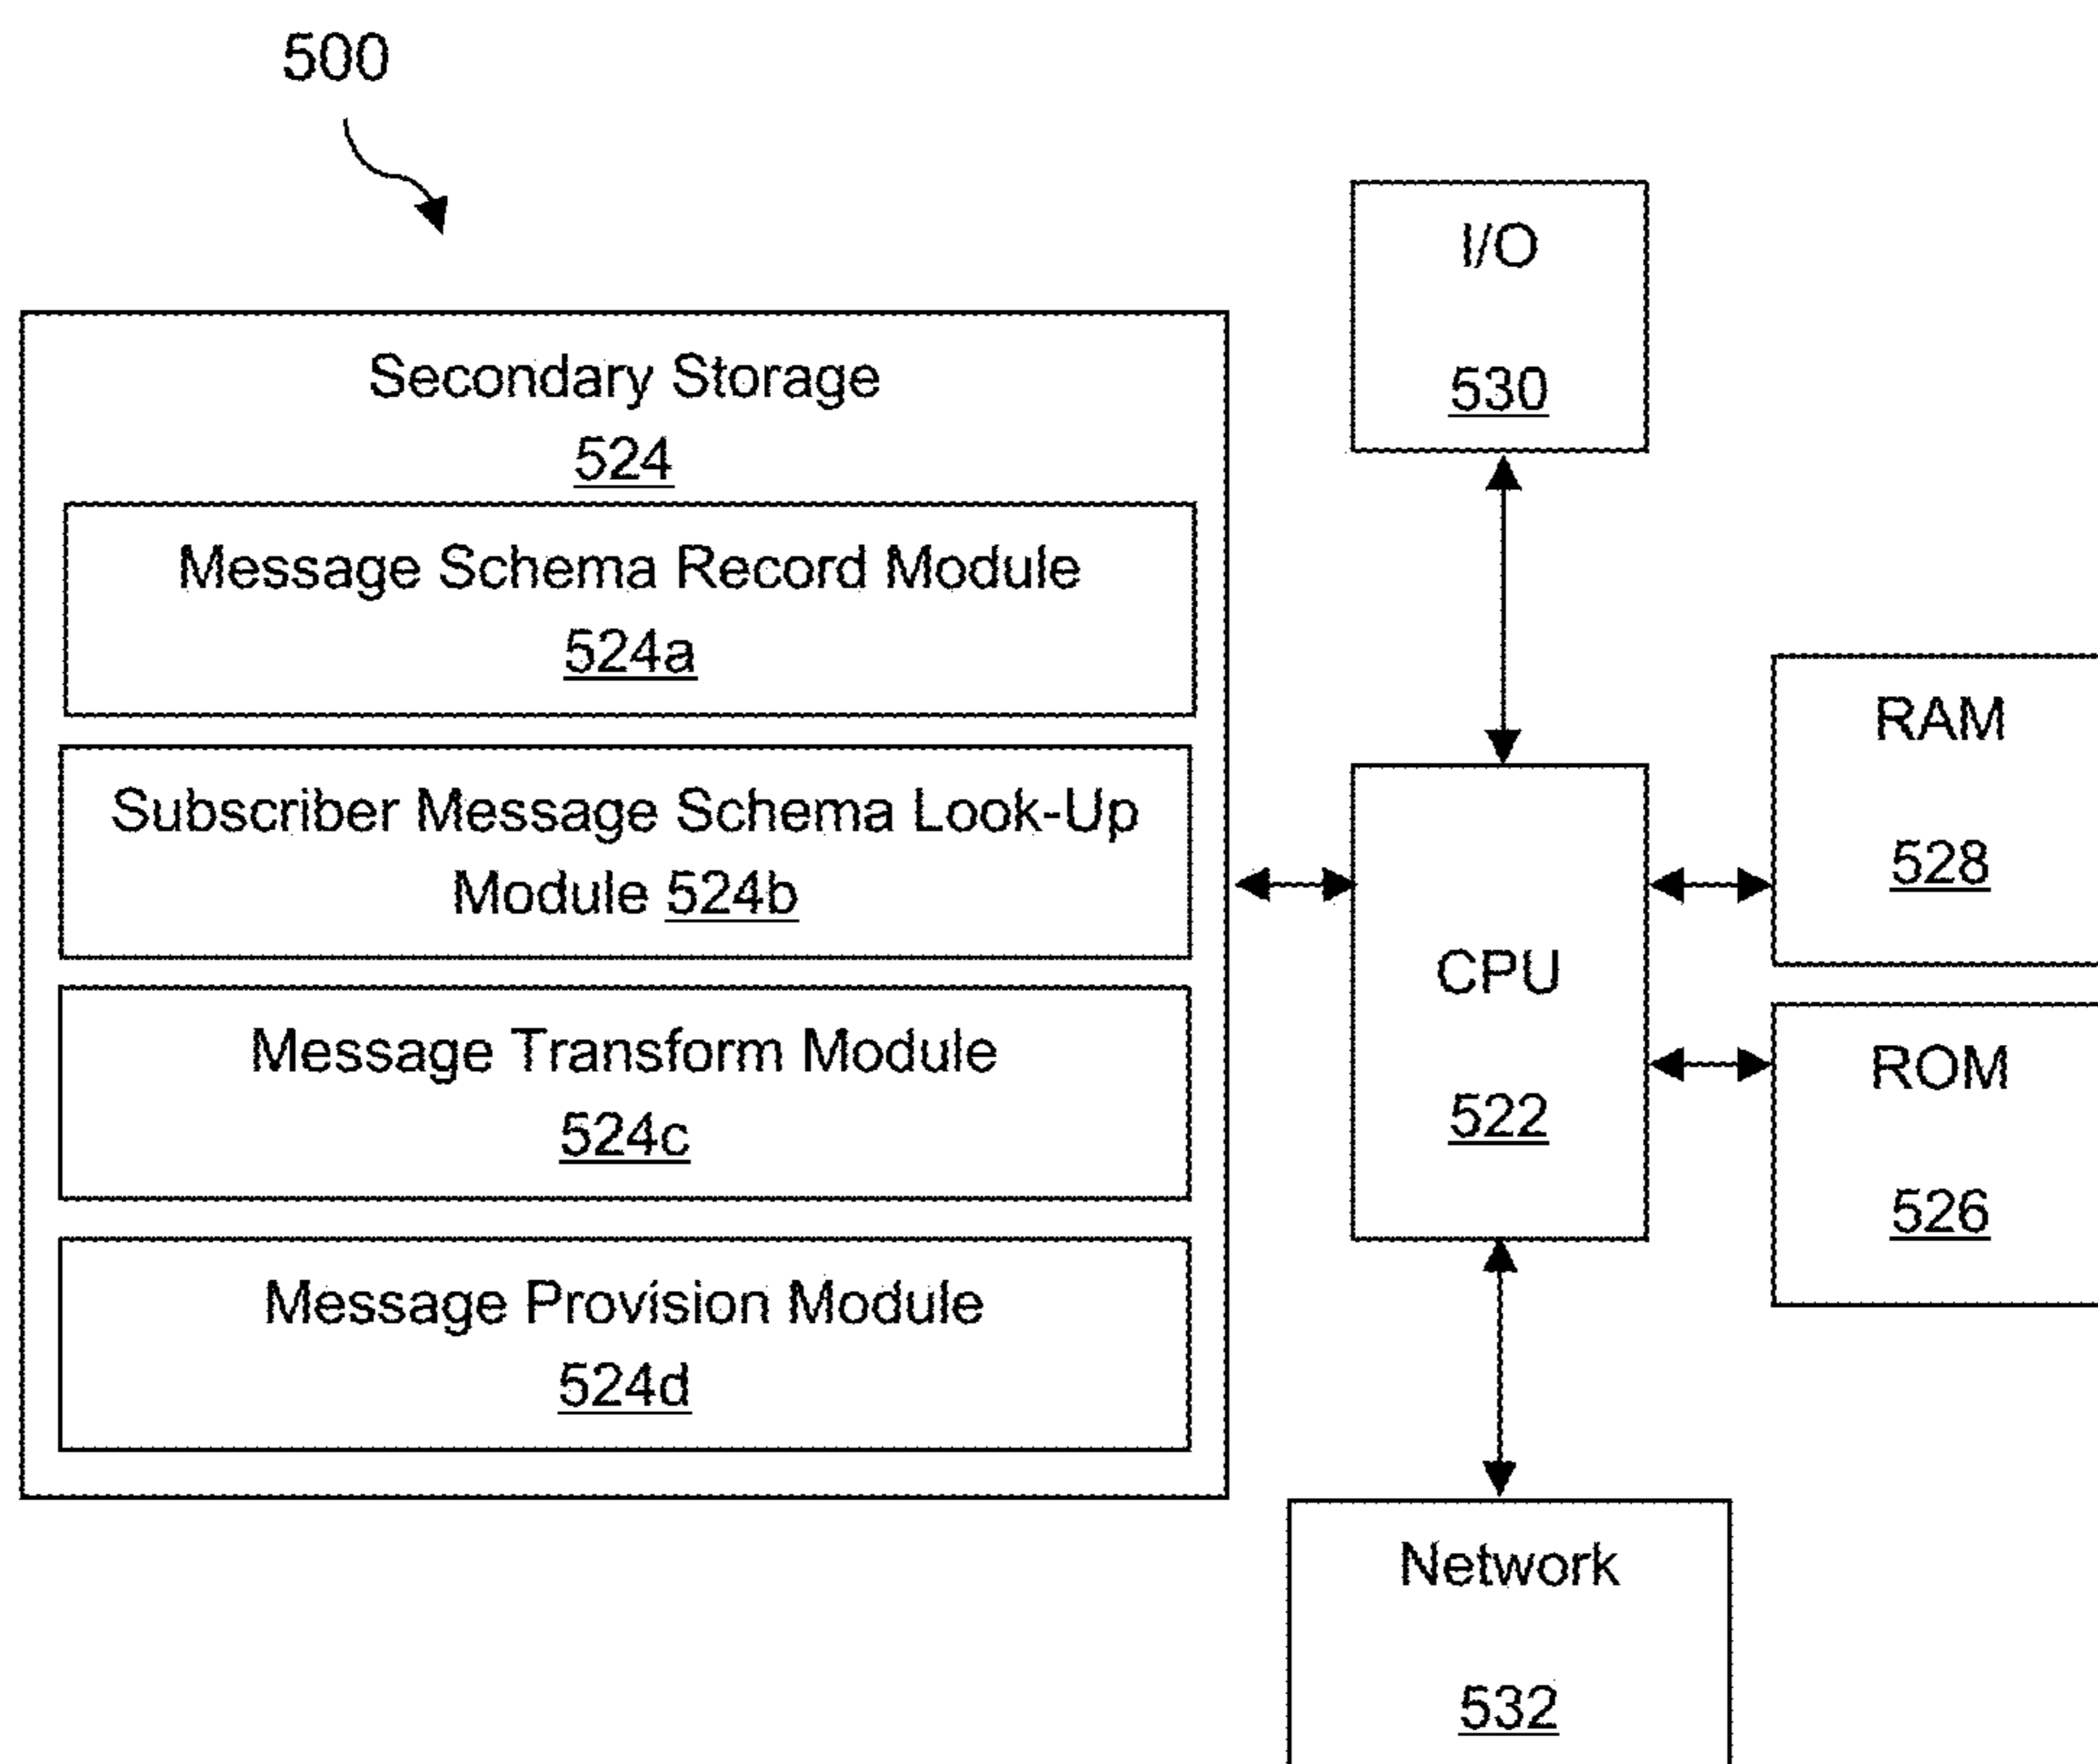 500
Secondary Storage
524
Message Schema Record Module
524a
Subscriber Message Schema Look-Up
Module 524b
Message Transform Module
524c
Message Provision Module
524d
I/O
530
CPU
522
RAM
528
ROM
526
Network
532